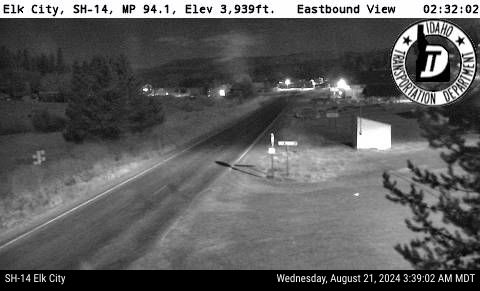 Elk City, SH-14, MP 94.1, Elev 3,939ft. Eastbound View 02:32:02
IDAHO
TRANSPORTATION DEPARTMENT
SH-14 Elk City Wednesday, August 21, 2024 3:39:02 AM MDT